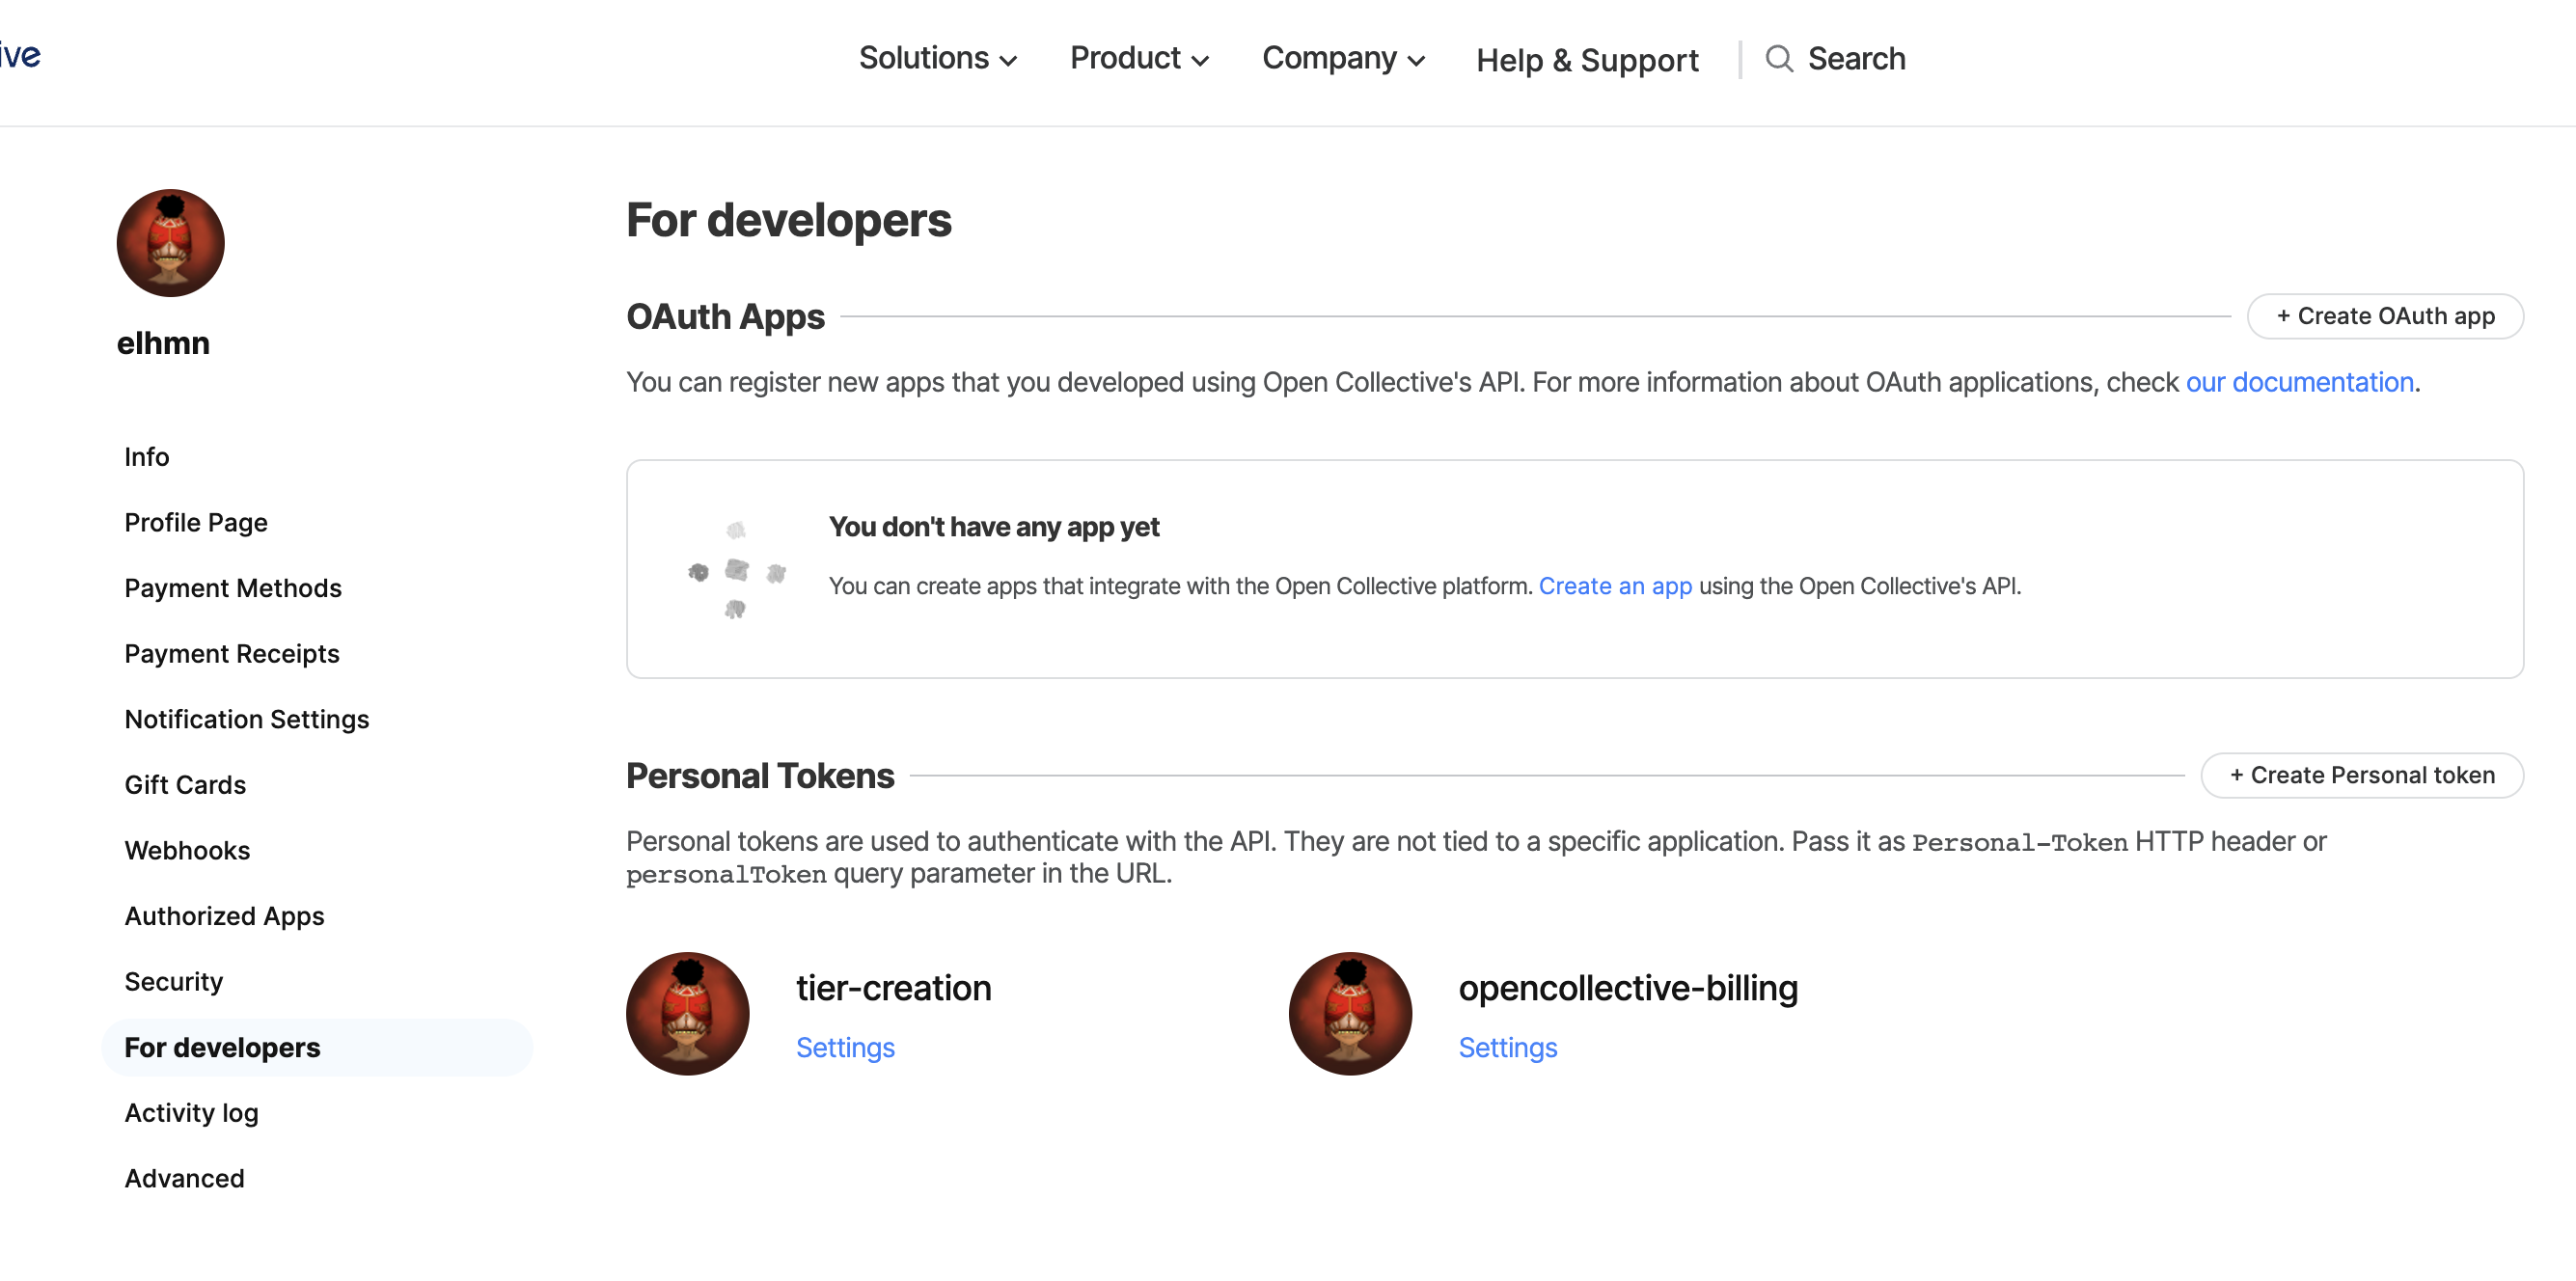 ive
Solutions
Product
Company
Help & Support
Search
elhmn
Info
Profile Page
Payment Methods
Payment Receipts
Notification Settings
Gift Cards
Webhooks
Authorized Apps
Security
For developers
Activity log
Advanced
For developers
OAuth Apps
+ Create OAuth app
You can register new apps that you developed using Open Collective's API. For more information about OAuth applications, check our documentation.
You don't have any app yet
You can create apps that integrate with the Open Collective platform. Create an app using the Open Collective's API.
Personal Tokens
+ Create Personal token
Personal tokens are used to authenticate with the API. They are not tied to a specific application. Pass it as Personal-Token HTTP header or
personalToken query parameter in the URL.
tier-creation
Settings
opencollective-billing
Settings